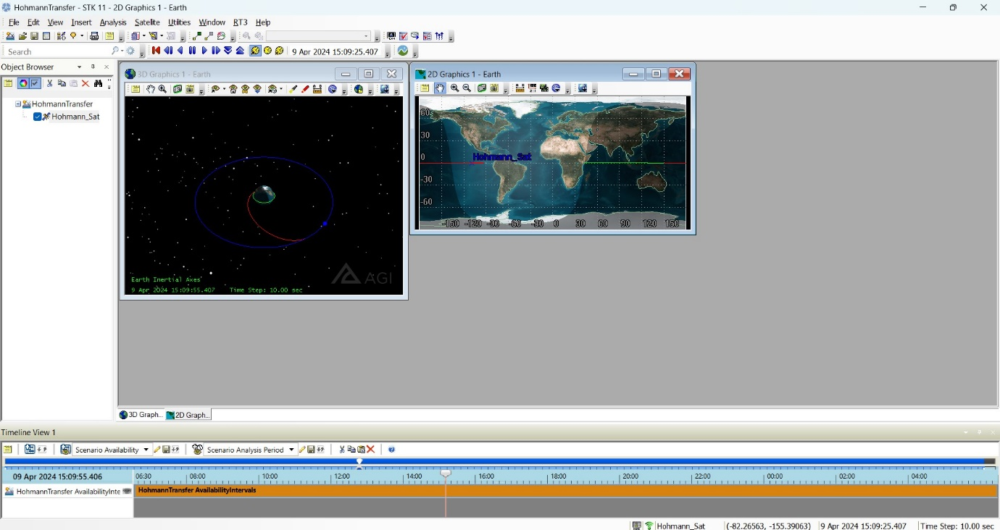 HohmannTransfer - STK 11 - 2D Graphics 1 - Earth
File Edit View Insert Analysis Satellite Utilities Window RT3 Help
Search
9 Apr 2024 15:09:25.407
Object Browser
HohmannTransfer
Hohmann_Sat
3D Graphics 1 - Earth
Earth Inertial Axes
9 Apr 2024 15:09:55.407 Time Step: 10.00 sec
AGI
2D Graphics 1 - Earth
60
30
0
-30
-60
Hohmann_Sat
-150 -120 -90 -60 -30 0 30 60 90 120 150
3D Graph... 2D Graph...
Timeline View 1
Scenario Availability Scenario Analysis Period
09 Apr 2024 15:09:55.406 06:30 08:00 10:00 12:00 14:00 16:00 18:00 20:00 22:00 00:00 02:00 04:00
HohmannTransfer AvailabilityInte HohmannTransfer AvailabilityIntervals
Hohmann_Sat (-82.26563, -155.39063) 9 Apr 2024 15:09:25.407 Time Step: 10.00 sec